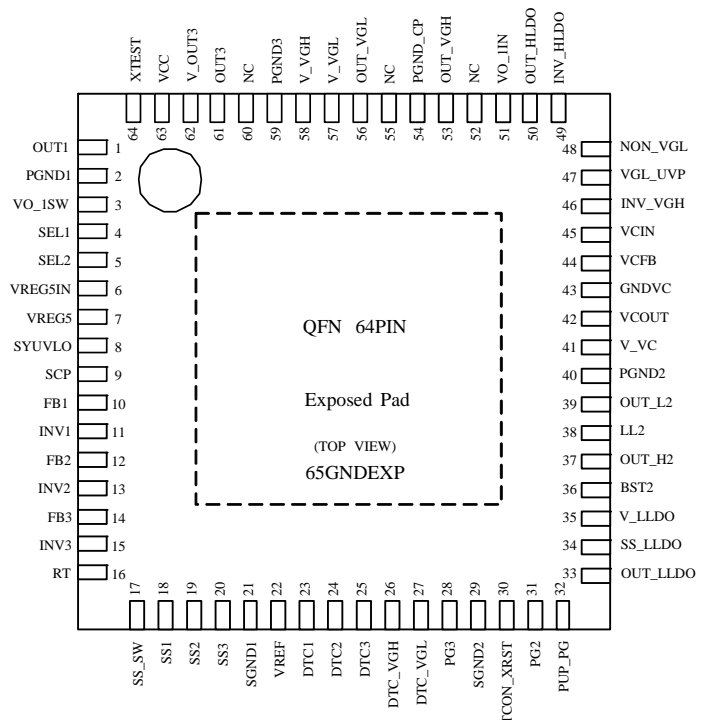 XTEST
VCC
V_OUT3
OUT3
NC
PGND3
V_VGH
V_VGL
OUT_VGL
NC
PGND_CP
OUT_VGH
NC
VO_1IN
OUT_HLDO
INV_HLDO
64
63
62
61
60
59
58
57
56
55
54
53
52
51
50
49
OUT1 1
PGND1 2
VO_1SW 3
SEL1 4
SEL2 5
VREG5IN 6
VREG5 7
SYUVLO 8
SCP 9
FB1 10
INV1 11
FB2 12
INV2 13
FB3 14
INV3 15
RT 16
QFN 64PIN
Exposed Pad
(TOP VIEW)
65GNDEXP
48 NON_VGL
47 VGL_UVP
46 INV_VGH
45 VCIN
44 VCFB
43 GNDVC
42 VCOUT
41 V_VC
40 PGND2
39 OUT_L2
38 LL2
37 OUT_H2
36 BST2
35 V_LLDO
34 SS_LLDO
33 OUT_LLDO
17
18
19
20
21
22
23
24
25
26
27
28
29
30
31
32
SS_SW
SS1
SS2
SS3
SGND1
VREF
DTC1
DTC2
DTC3
DTC_VGH
DTC_VGL
PG3
SGND2
TCON_XRST
PG2
PUP_PG